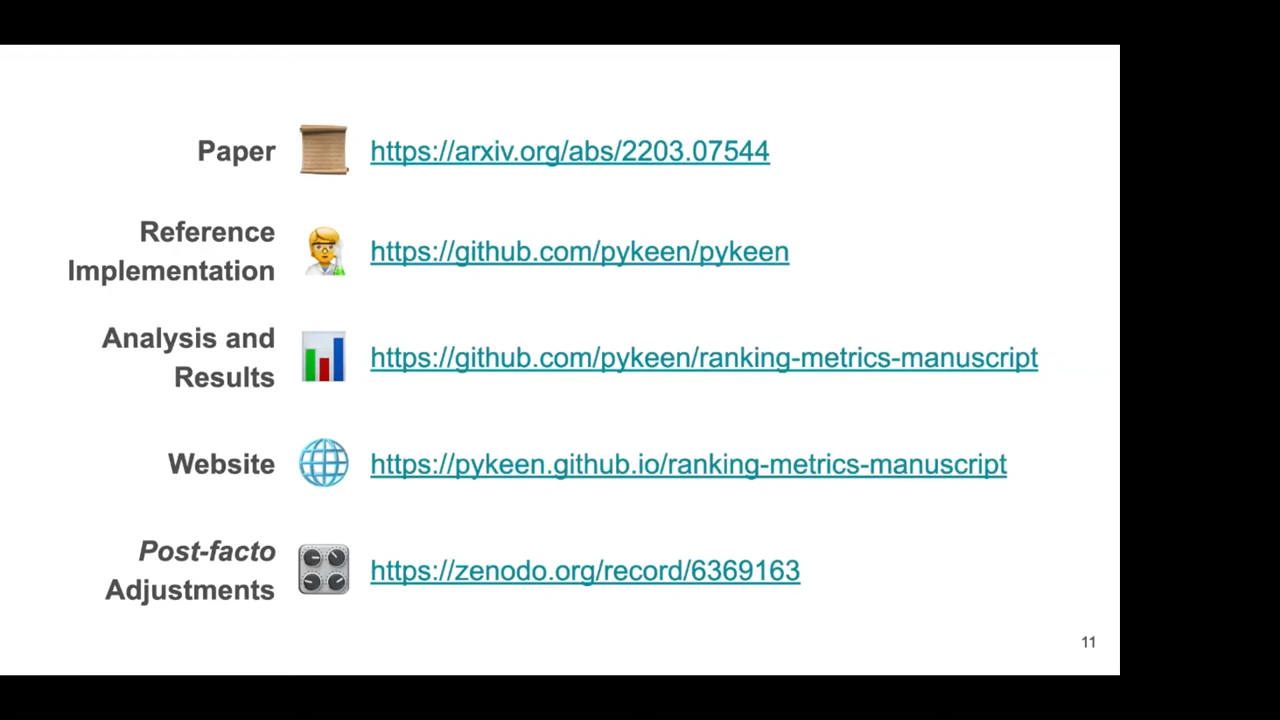 Paper https://arxiv.org/abs/2203.07544
Reference
Implementation https://github.com/pykeen/pykeen
Analysis and
Results https://github.com/pykeen/ranking-metrics-manuscript
Website https://pykeen.github.io/ranking-metrics-manuscript
Post-facto
Adjustments https://zenodo.org/record/6369163
11